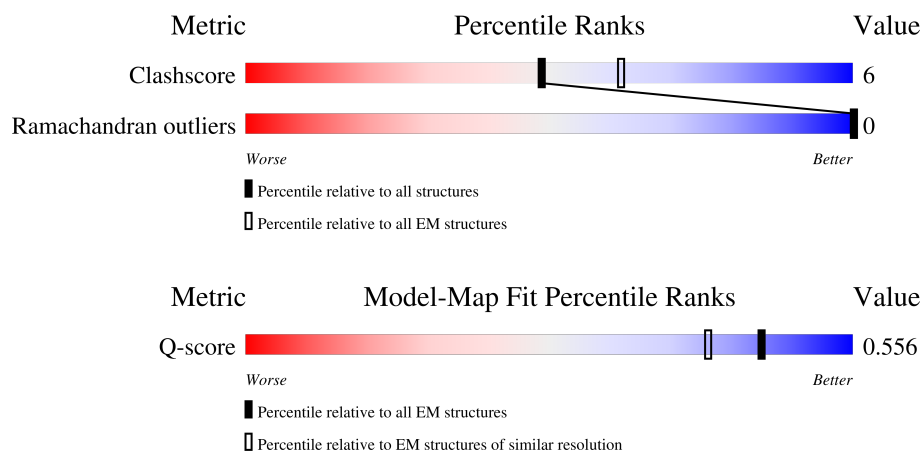 Metric Percentile Ranks Value
Clashscore 6
Ramachandran outliers 0
Worse Better
Percentile relative to all structures
Percentile relative to all EM structures
Metric Model-Map Fit Percentile Ranks Value
Q-score 0.556
Worse Better
Percentile relative to all EM structures
Percentile relative to EM structures of similar resolution